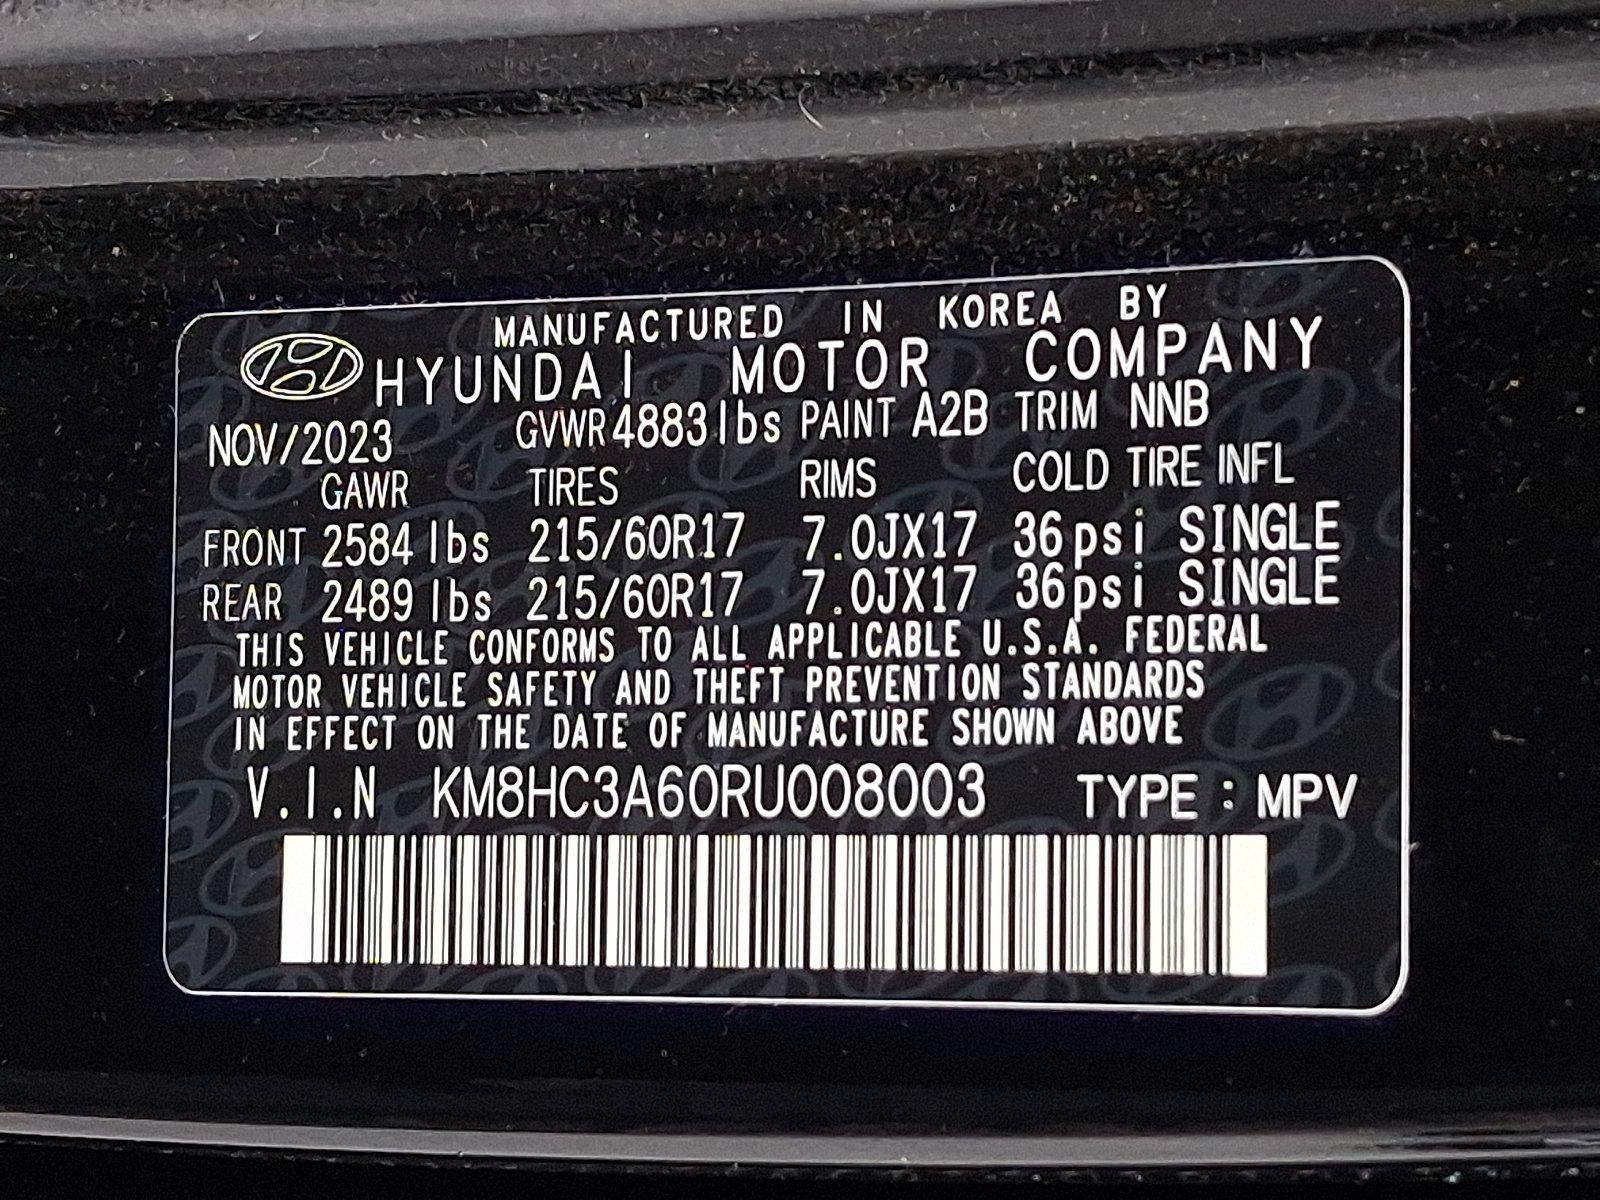 MANUFACTURED IN KOREA BY
HYUNDAI MOTOR COMPANY
NOV/2023 GVWR 4883lbs PAINT A2B TRIM NNB
GAWR TIRES RIMS COLD TIRE INFL
FRONT 2584 lbs 215/60R17 7.0JX17 36psi SINGLE
REAR 2489 lbs 215/60R17 7.0JX17 36psi SINGLE
THIS VEHICLE CONFORMS TO ALL APPLICABLE U.S.A. FEDERAL
MOTOR VEHICLE SAFETY AND THEFT PREVENTION STANDARDS
IN EFFECT ON THE DATE OF MANUFACTURE SHOWN ABOVE
V.I.N KM8HC3A60RU008003 TYPE : MPV